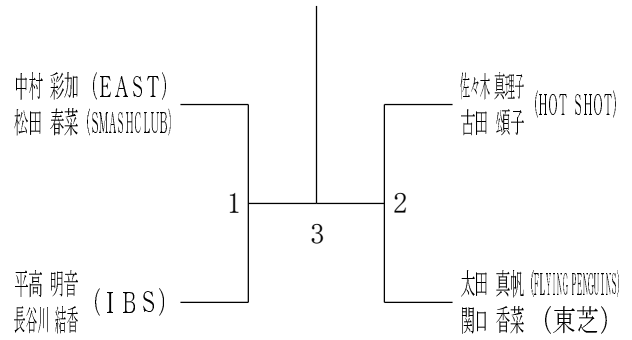 中村 彩加 (EAST)
松田 春菜 (SMASHCLUB)
佐々木 真理子
古田 頌子
(HOT SHOT)
1
2
3
平高 明音
長谷川 結香
(IBS)
太田 真帆 (FLYING PENGUINS)
関口 香菜 (東芝)